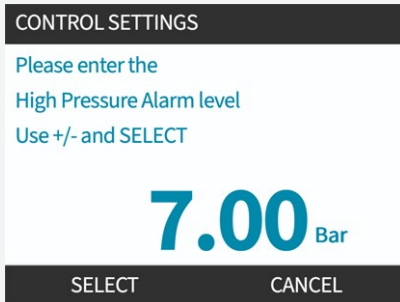 CONTROL SETTINGS
Please enter the
High Pressure Alarm level
Use +/- and SELECT
7.00 Bar
SELECT CANCEL